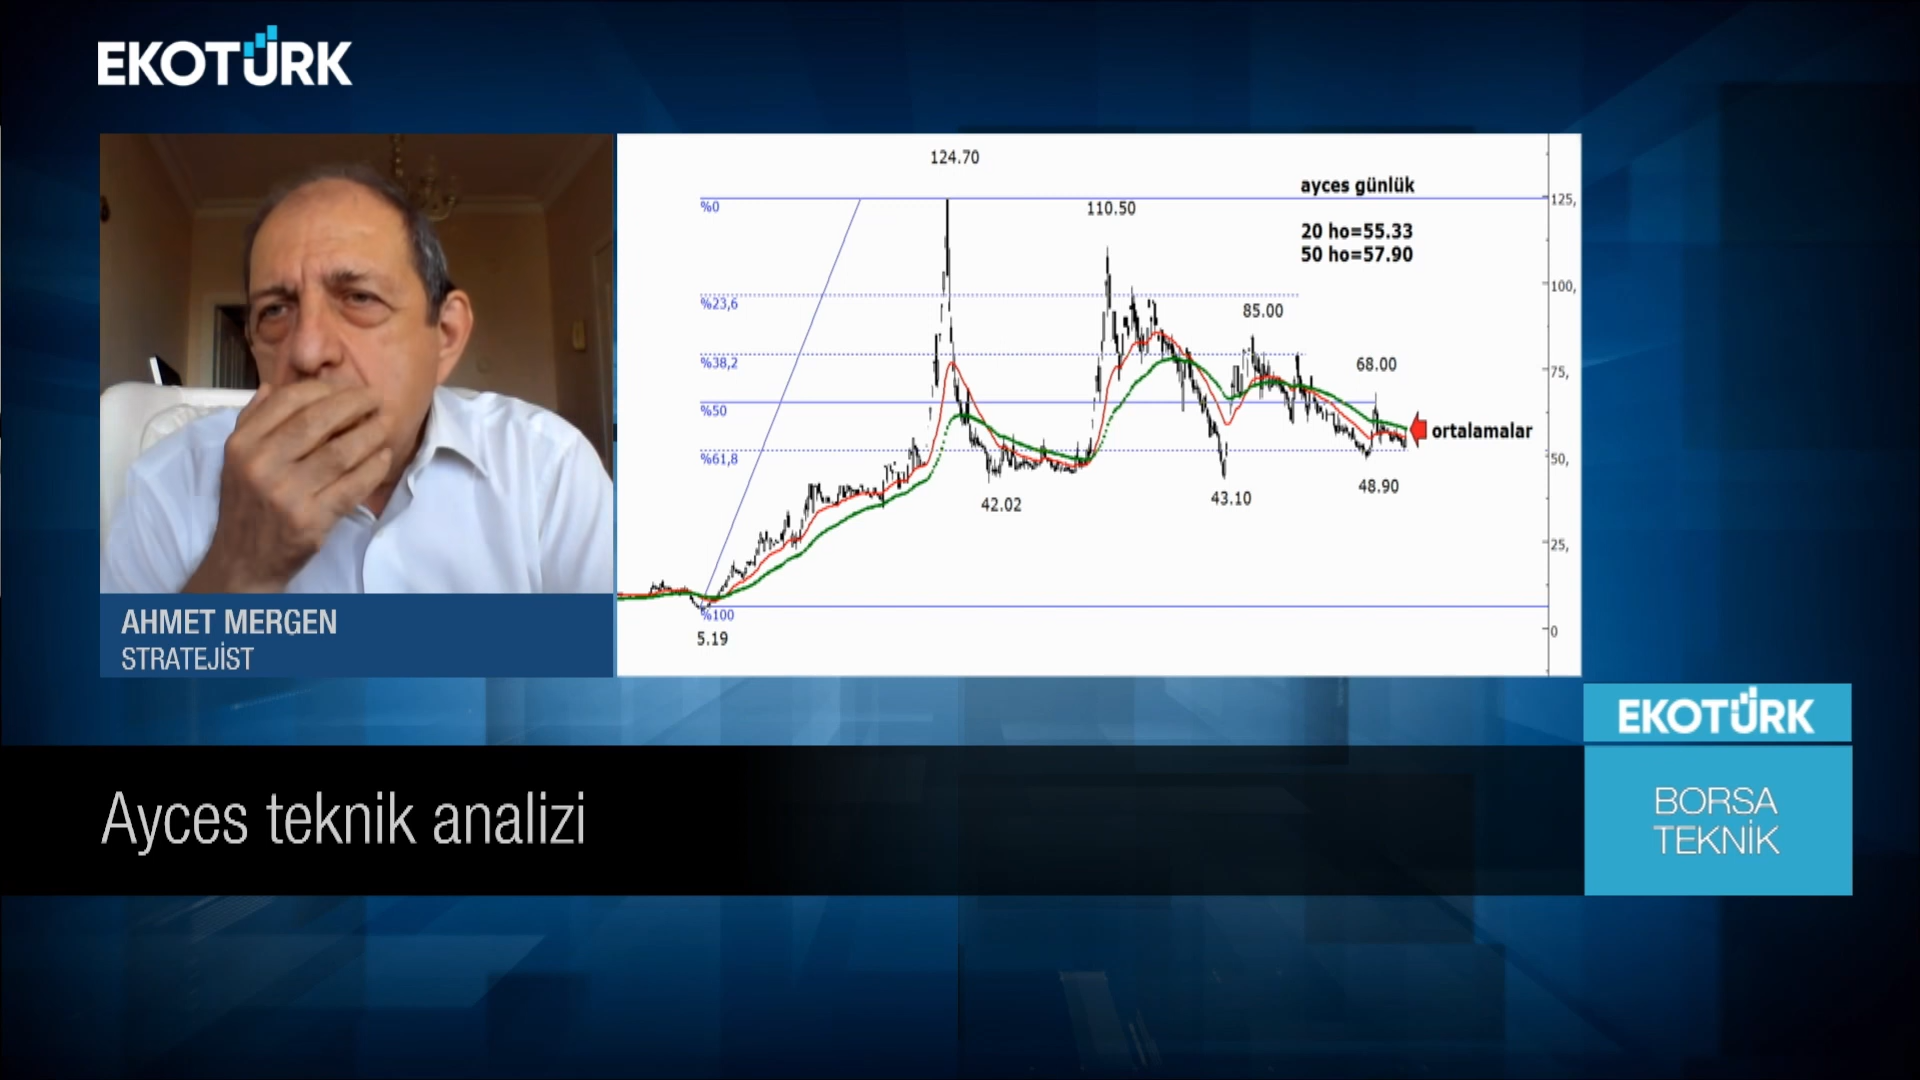 EKOTÜRK
124.70
ayces günlük
%0
125,
110.50
20 ho=55.33
50 ho=57.90
100,
%23,6
85.00
%38,2
68.00
75,
%50
ortalamalar
%61,8
50,
48.90
43.10
42.02
25,
%100
0
5.19
AHMET MERGEN
STRATEJİST
EKOTÜRK
BORSA
TEKNİK
Ayces teknik analizi